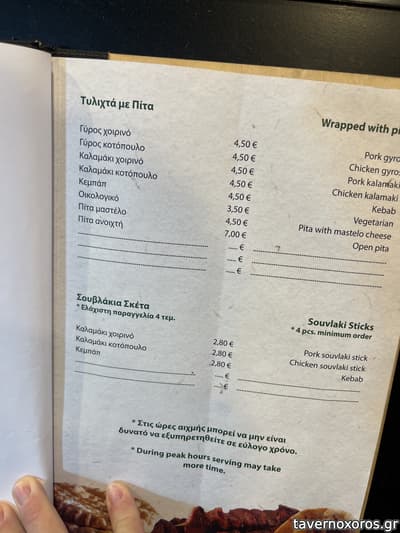 Τυλιχτά με Πίτα
Wrapped with pi
Γύρος χοιρινό 4,50 € Pork gyro
Γύρος κοτόπουλο 4,50 € Chicken gyros
Καλαμάκι χοιρινό 4,50 € Pork kalamaki
Καλαμάκι κοτόπουλο 4,50 € Chicken kalamaki
Κεμπάπ 4,50 € Kebab
Οικολογικό 3,50 € Vegetarian
Πίτα μαστέλο 4,50 € Pita with mastelo cheese
Πίτα ανοιχτή 7,00 € Open pita
€
€
€
Σουβλάκια Σκέτα
* Ελάχιστη παραγγελία 4 τεμ.
Souvlaki Sticks
* 4 pcs. minimum order
Καλαμάκι χοιρινό 2,80 € Pork souvlaki stick
Καλαμάκι κοτόπουλο 2,80 € Chicken souvlaki stick
Κεμπάπ 2,80 € Kebab
€
€
* Στις ώρες αιχμής μπορεί να μην είναι
δυνατό να εξυπηρετηθείτε σε εύλογο χρόνο.
* During peak hours serving may take
more time.
tavernoxoros.gr